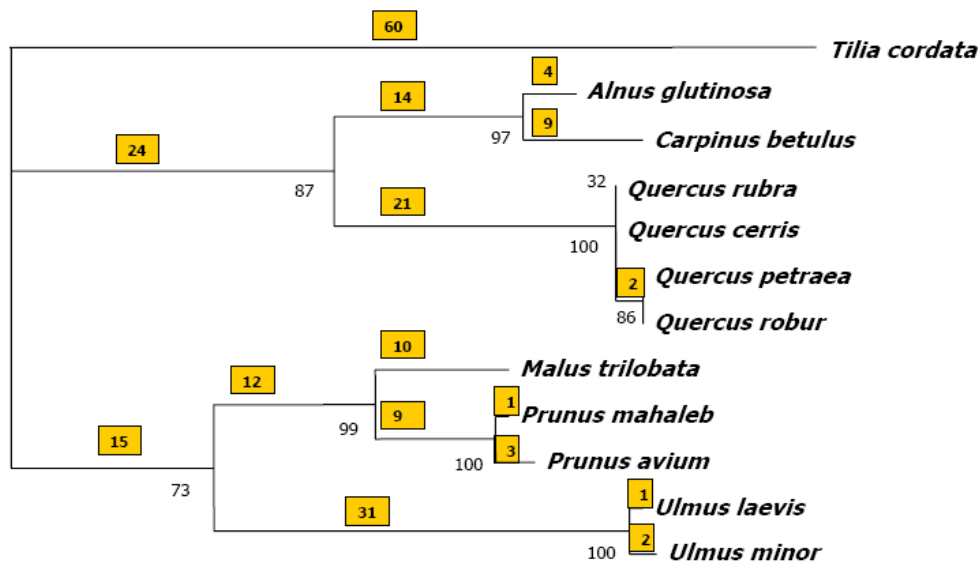 60
Tilia cordata
4
Alnus glutinosa
14
9
97
Carpinus betulus
24
87
32
Quercus rubra
21
Quercus cerris
100
2
Quercus petraea
86
Quercus robur
10
Malus trilobata
12
1
Prunus mahaleb
9
99
3
15
100
Prunus avium
73
1
Ulmus laevis
31
2
100
Ulmus minor